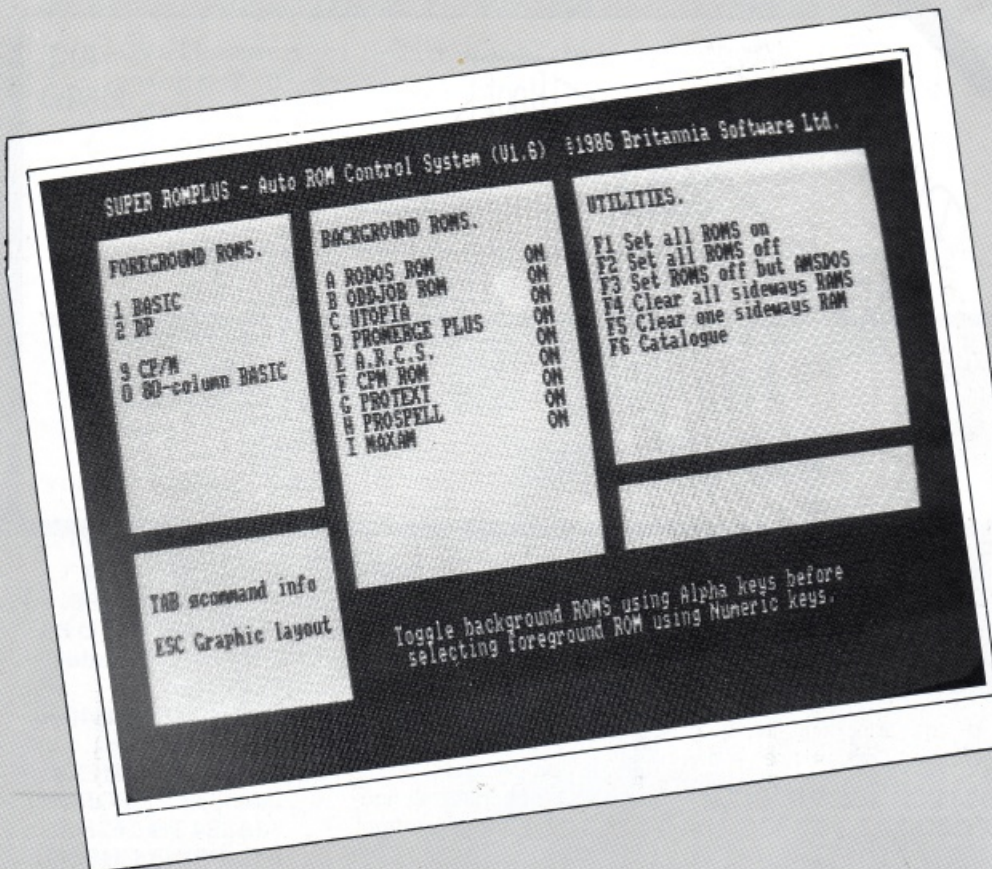 SUPER ROMPLUS - Auto ROM Control System (V1.6) ©1986 Britannia Software Ltd.
FOREGROUND ROMS.
1 BASIC
2 DP
9 CP/M
0 80-column BASIC
BACKGROUND ROMS.
A RODOS ROM ON
B ODDJOB ROM ON
C UTOPIA ON
D PROMERGE PLUS ON
E A.R.C.S. ON
F CPM ROM ON
G PROTEXT ON
H PROSPELL ON
I MAXAM ON
UTILITIES.
F1 Set all ROMS on
F2 Set all ROMS off
F3 Set ROMS off but AMSDOS
F4 Clear all sideways RAMS
F5 Clear one sideways RAM
F6 Catalogue
TAB øcommand info
ESC Graphic layout
Toggle background ROMS using Alpha keys before
selecting foreground ROM using Numeric keys.